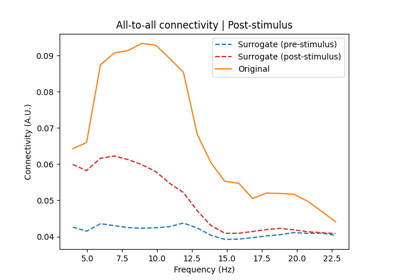 All-to-all connectivity | Post-stimulus
Surrogate (pre-stimulus)
Surrogate (post-stimulus)
Original
Connectivity (A.U.)
0.09
0.08
0.07
0.06
0.05
0.04
5.0 7.5 10.0 12.5 15.0 17.5 20.0 22.5
Frequency (Hz)